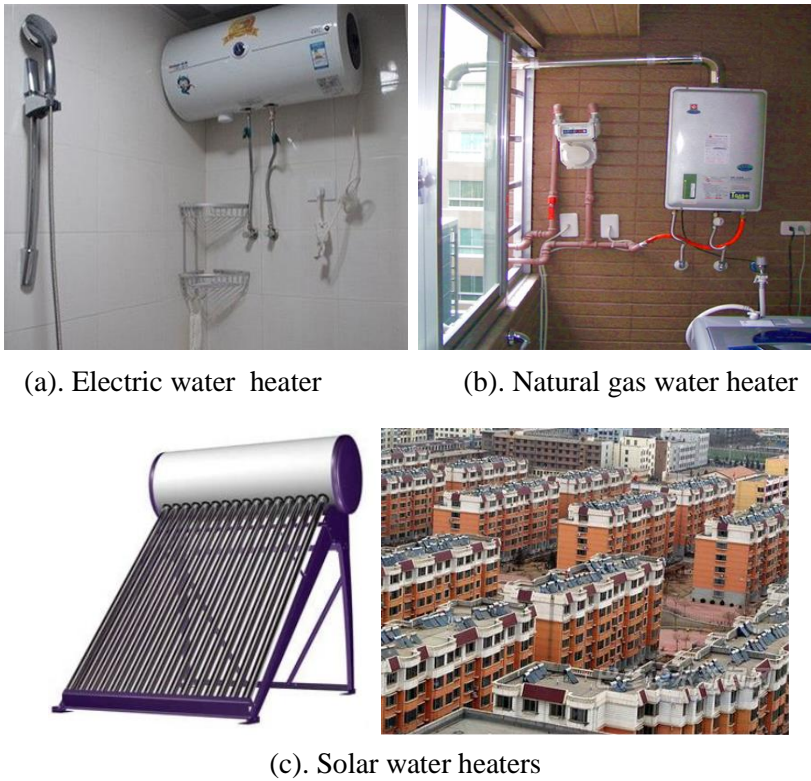 (a). Electric water heater
(b). Natural gas water heater
(c). Solar water heaters